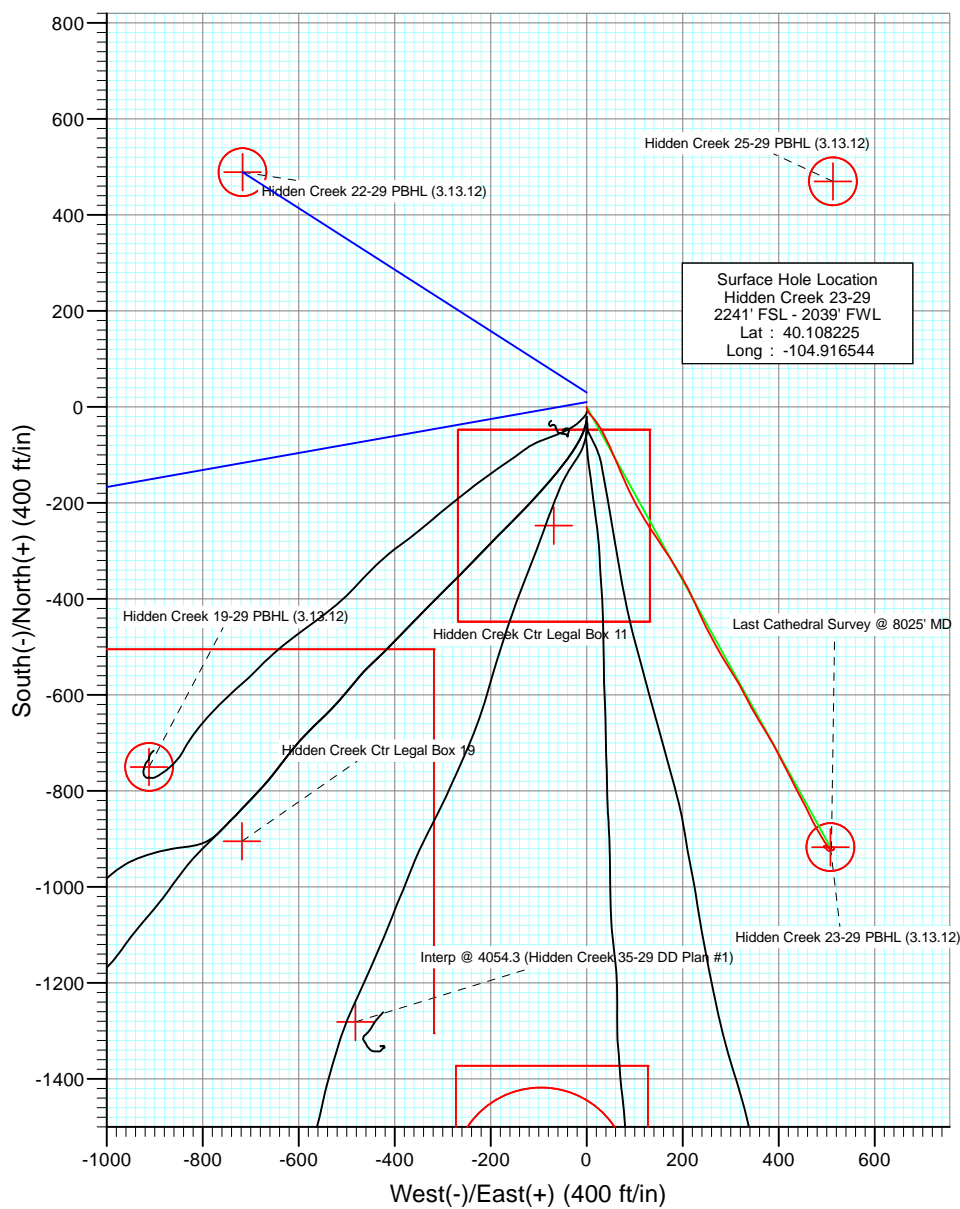 800
600
400
200
0
-200
-400
-600
-800
-1000
-1200
-1400
South(-)/North(+) (400 ft/in)
Hidden Creek 25-29 PBHL (3.13.12)
Hidden Creek 22-29 PBHL (3.13.12)
Surface Hole Location
Hidden Creek 23-29
2241' FSL - 2039' FWL
Lat : 40.108225
Long : -104.916544
Hidden Creek 19-29 PBHL (3.13.12)
Last Cathedral Survey @ 8025' MD
Hidden Creek Ctr Legal Box 11
Hidden Creek Ctr Legal Box 19
Hidden Creek 23-29 PBHL (3.13.12)
Interp @ 4054.3 (Hidden Creek 35-29 DD Plan #1)
-1000 -800 -600 -400 -200 0 200 400 600
West(-)/East(+) (400 ft/in)